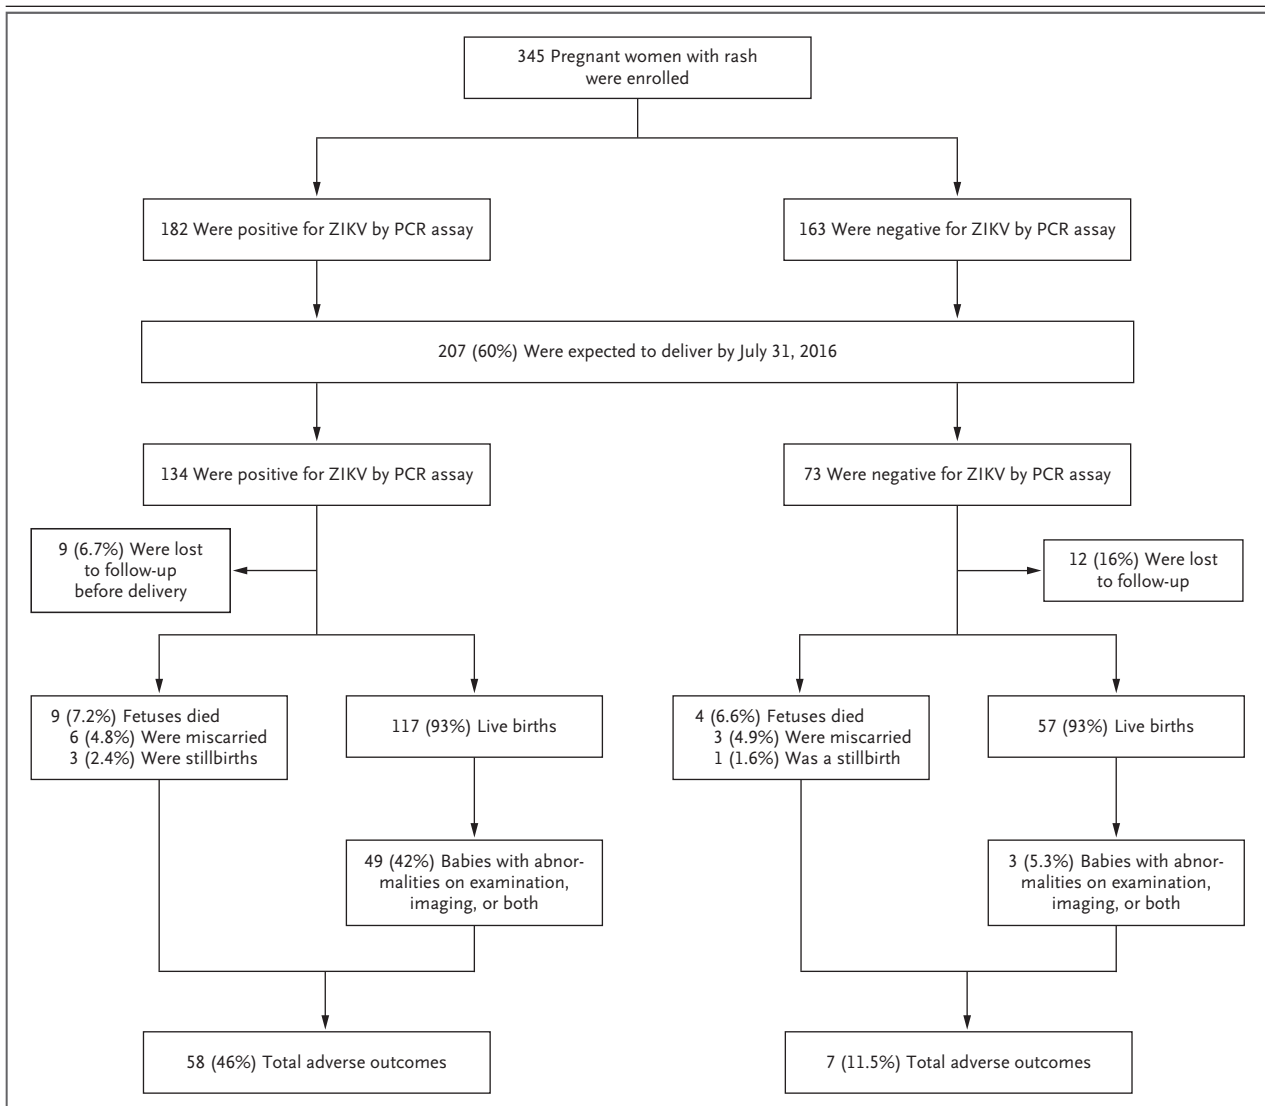 345 Pregnant women with rash
were enrolled
182 Were positive for ZIKV by PCR assay
163 Were negative for ZIKV by PCR assay
207 (60%) Were expected to deliver by July 31, 2016
134 Were positive for ZIKV by PCR assay
73 Were negative for ZIKV by PCR assay
9 (6.7%) Were lost
to follow-up
before delivery
12 (16%) Were lost
to follow-up
9 (7.2%) Fetuses died
6 (4.8%) Were miscarried
3 (2.4%) Were stillbirths
117 (93%) Live births
4 (6.6%) Fetuses died
3 (4.9%) Were miscarried
1 (1.6%) Was a stillbirth
57 (93%) Live births
49 (42%) Babies with abnor-
malities on examination,
imaging, or both
3 (5.3%) Babies with abnor-
malities on examination,
imaging, or both
58 (46%) Total adverse outcomes
7 (11.5%) Total adverse outcomes